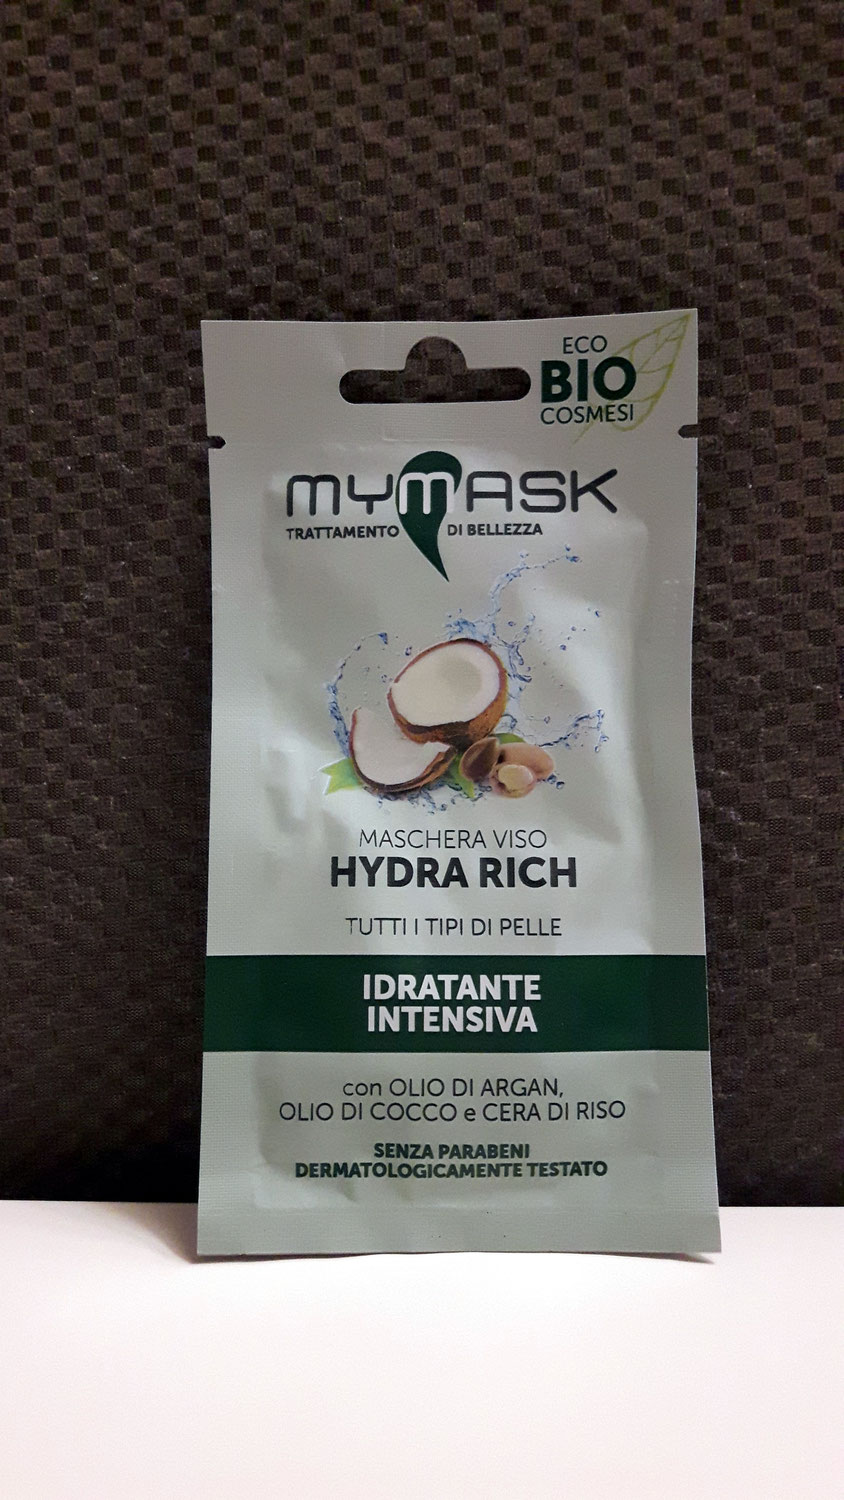 ECO
BIO
COSMESI
MYMASK
TRATTAMENTO DI BELLEZZA
MASCHERA VISO
HYDRA RICH
TUTTI I TIPI DI PELLE
IDRATANTE
INTENSIVA
con OLIO DI ARGAN,
OLIO DI COCCO e CERA DI RISO
SENZA PARABENI
DERMATOLOGICAMENTE TESTATO